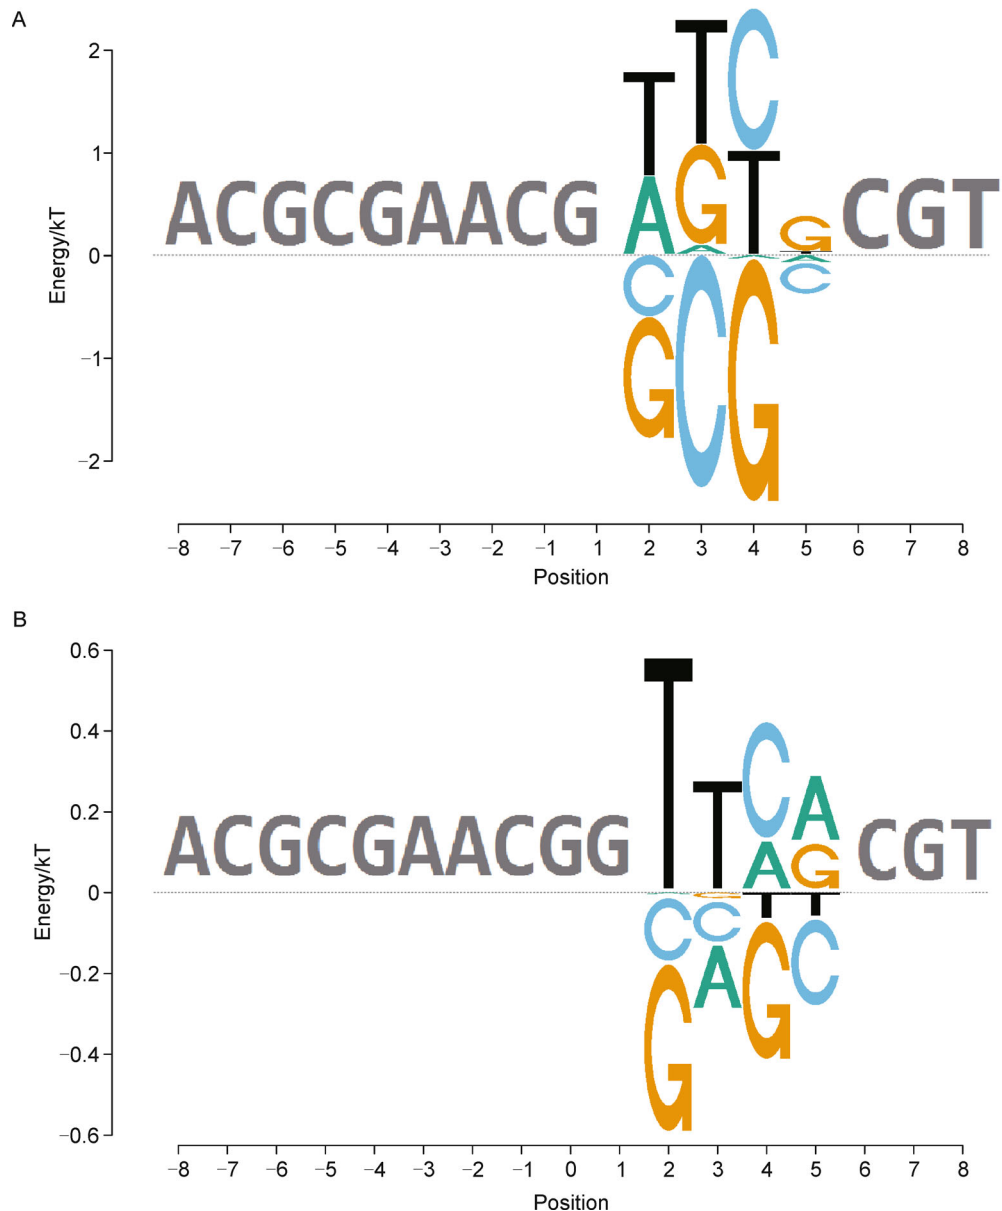 A
2
1
0
−1
−2
Energy/kT
ACGCGAACG
T
A
C
G
T
G
A
C
C
T
A
G
G
T
A
C
CGT
−8 −7 −6 −5 −4 −3 −2 −2 −1 1 2 3 4 5 6 7 8
Position
B
0.6
0.4
0.2
0
−0.2
−0.4
−0.6
Energy/kT
ACGCGAACGG
T
A
C
G
T
G
C
A
C
A
T
G
A
G
T
C
CGT
−8 −7 −6 −5 −4 −3 −2 −1 0 1 2 3 4 5 6 7 8
Position